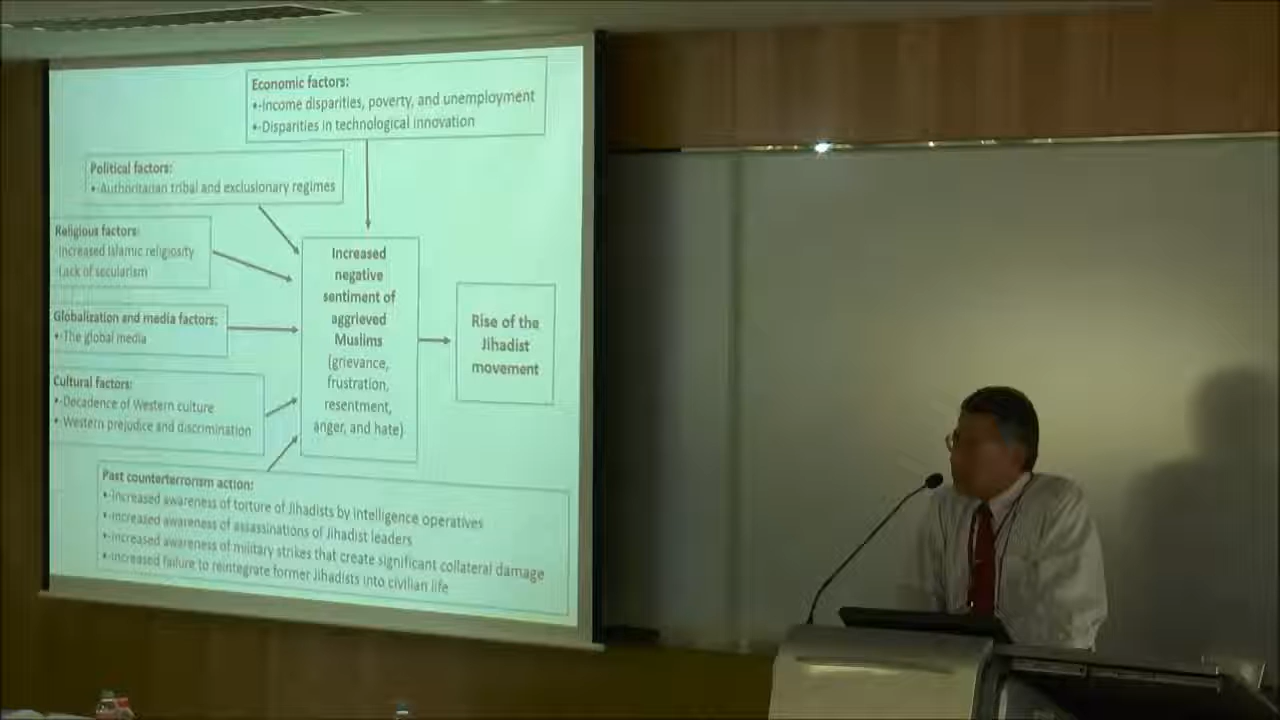 Economic factors:
•-Income disparities, poverty, and unemployment
•-Disparities in technological innovation
Political factors:
•-Authoritarian tribal and exclusionary regimes
Religious factors:
-Increased Islamic religiosity
-Lack of secularism
Globalization and media factors:
•-The global media
Cultural factors:
•-Decadence of Western culture
•-Western prejudice and discrimination
Past counterterrorism action:
•-Increased awareness of torture of Jihadists by intelligence operatives
•-Increased awareness of assassinations of Jihadist leaders
•-Increased awareness of military strikes that create significant collateral damage
•-Increased failure to reintegrate former Jihadists into civilian life
Increased
negative
sentiment of
aggrieved
Muslims
(grievance,
frustration,
resentment,
anger, and hate)
Rise of the
Jihadist
movement